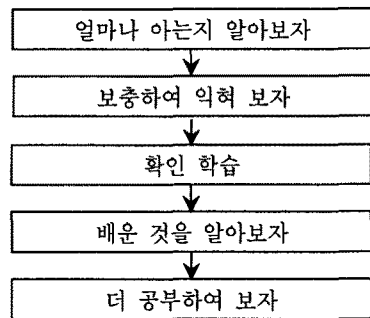 얼마나 아는지 알아보자
보충하여 익혀 보자
확인 학습
배운 것을 알아보자
더 공부하여 보자